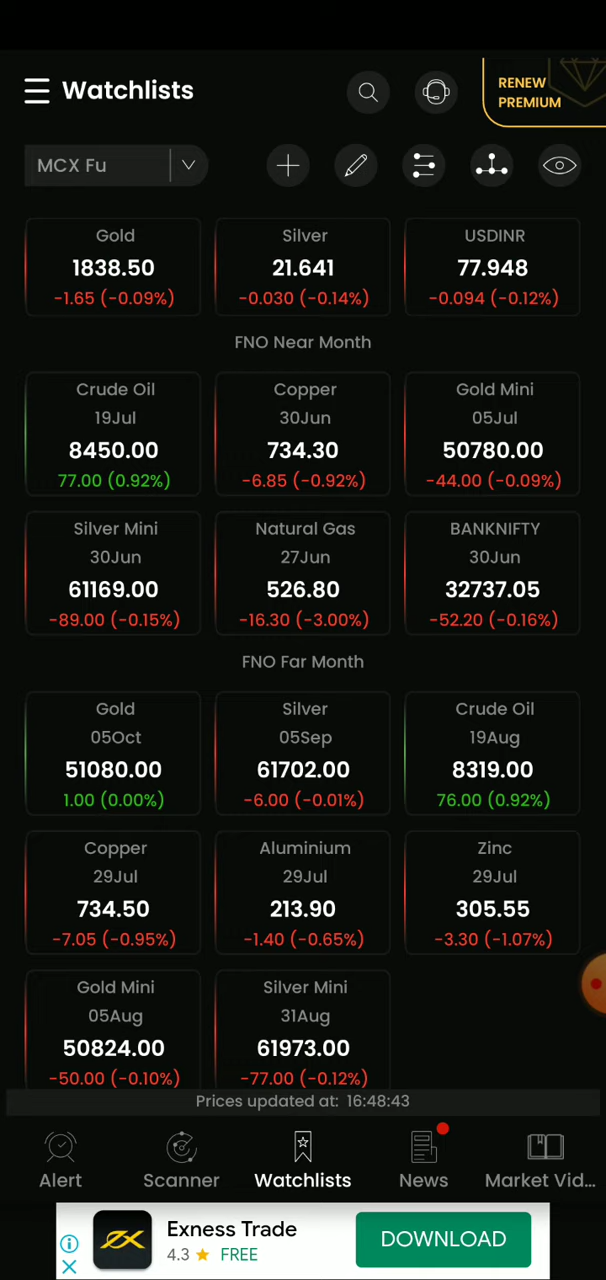 Watchlists
RENEW
PREMIUM
MCX Fu
Gold Silver USDINR
1838.50 21.641 77.948
-1.65 (-0.09%) -0.030 (-0.14%) -0.094 (-0.12%)
FNO Near Month
Crude Oil Copper Gold Mini
19Jul 30Jun 05Jul
8450.00 734.30 50780.00
77.00 (0.92%) -6.85 (-0.92%) -44.00 (-0.09%)
Silver Mini Natural Gas BANKNIFTY
30Jun 27Jun 30Jun
61169.00 526.80 32737.05
-89.00 (-0.15%) -16.30 (-3.00%) -52.20 (-0.16%)
FNO Far Month
Gold Silver Crude Oil
05Oct 05Sep 19Aug
51080.00 61702.00 8319.00
1.00 (0.00%) -6.00 (-0.01%) 76.00 (0.92%)
Copper Aluminium Zinc
29Jul 29Jul 29Jul
734.50 213.90 305.55
-7.05 (-0.95%) -1.40 (-0.65%) -3.30 (-1.07%)
Gold Mini Silver Mini
05Aug 31Aug
50824.00 61973.00
-50.00 (-0.10%) -77.00 (-0.12%)
Prices updated at: 16:48:43
Alert Scanner Watchlists News Market Vid...
Exness Trade
4.3 ★ FREE
DOWNLOAD